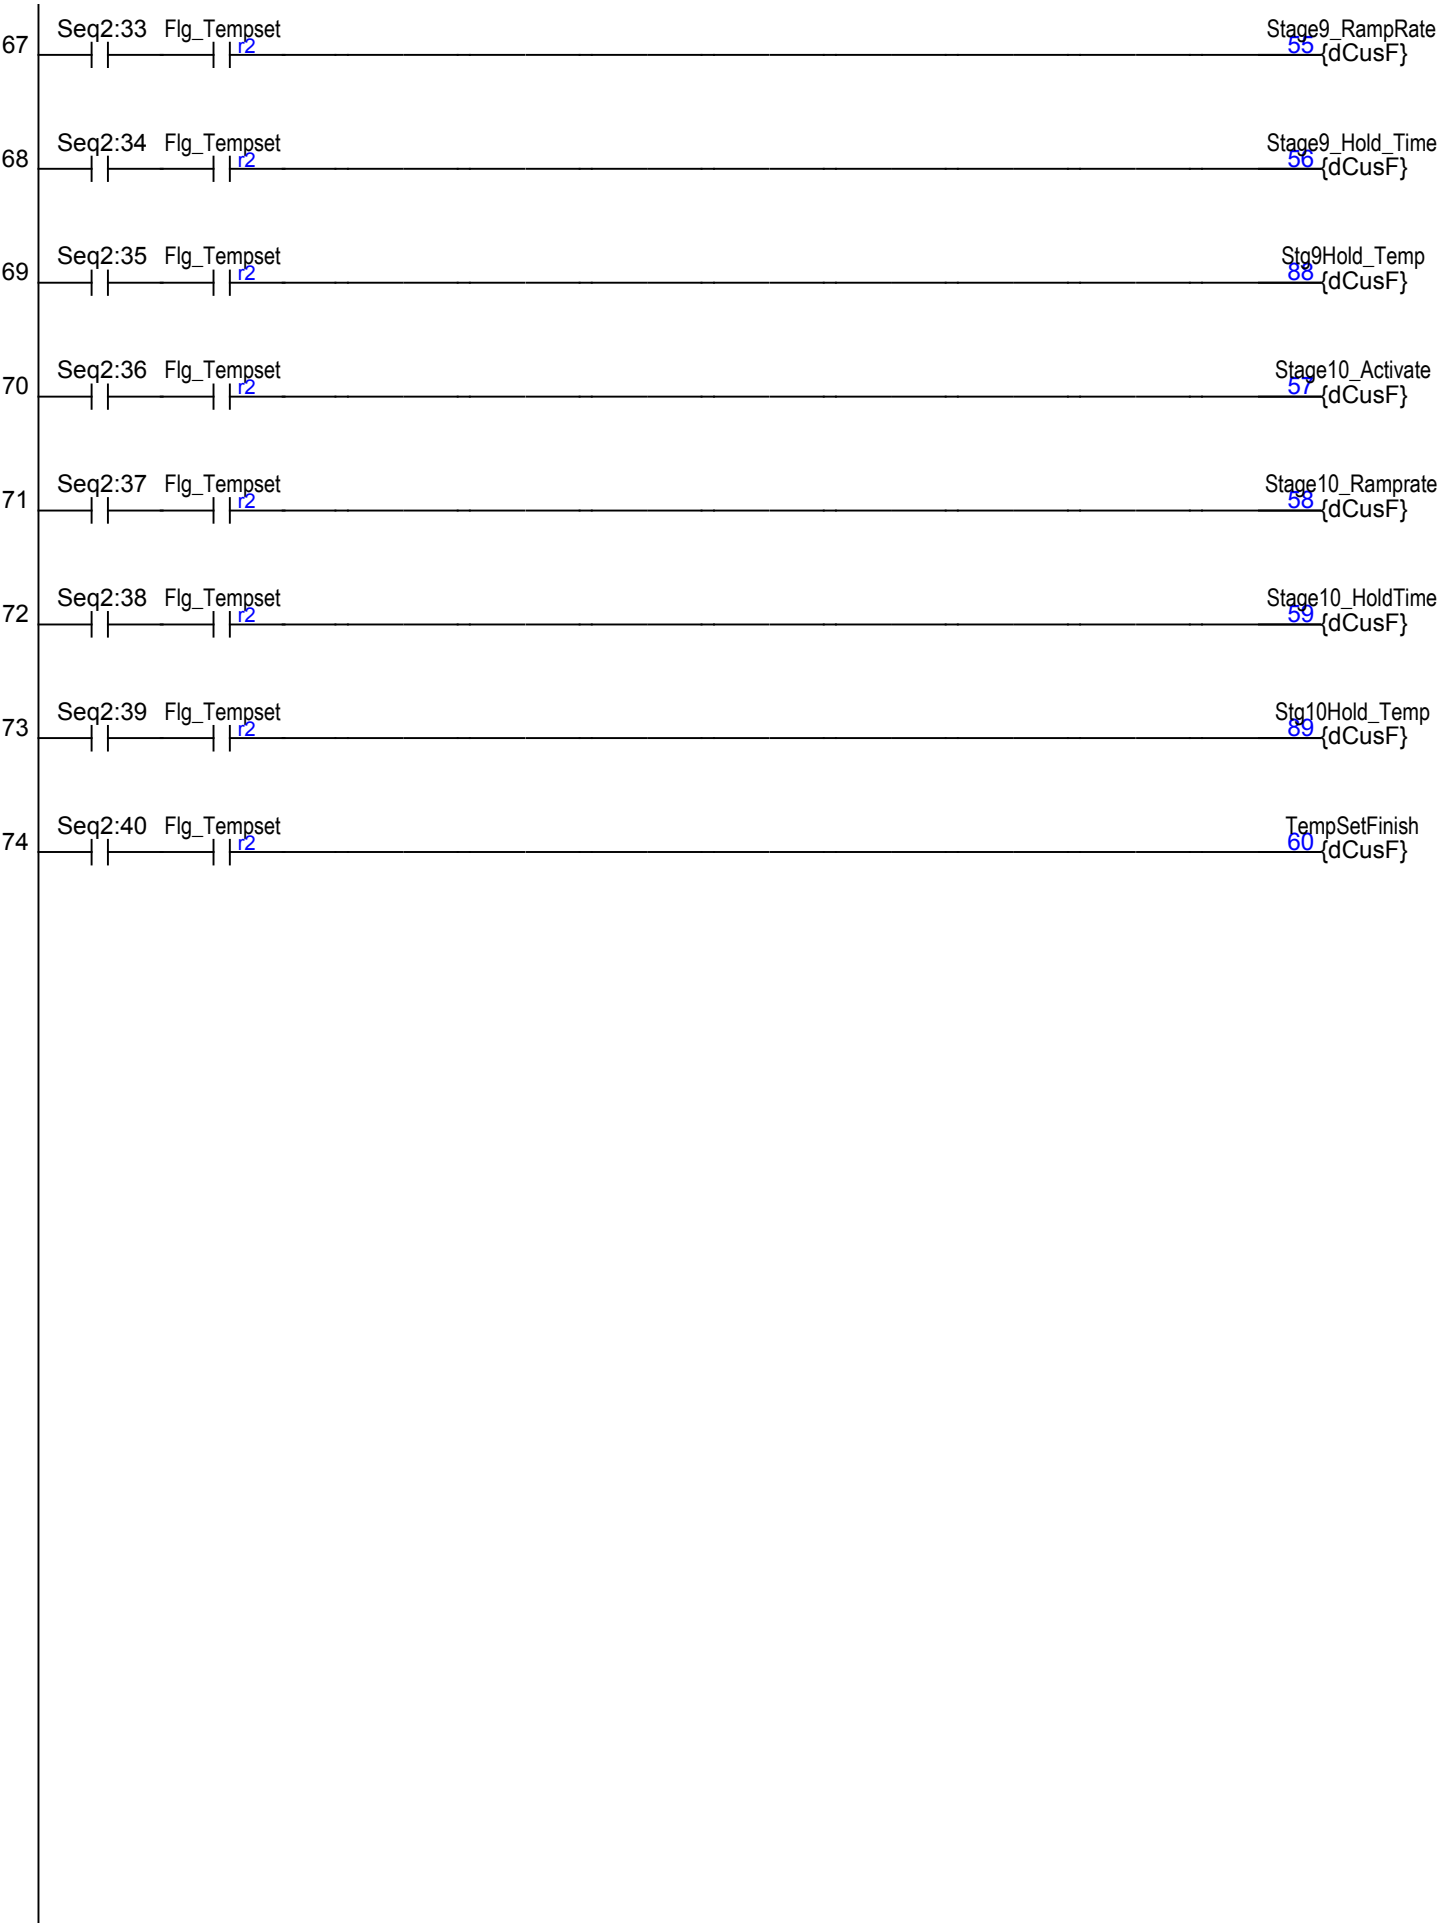 Seq2:33 Flg_Tempset Stage9_RampRate
67 r2 55 {dCusF}
Seq2:34 Flg_Tempset Stage9_Hold_Time
68 r2 56 {dCusF}
Seq2:35 Flg_Tempset Stg9Hold_Temp
69 r2 88 {dCusF}
Seq2:36 Flg_Tempset Stage10_Activate
70 r2 57 {dCusF}
Seq2:37 Flg_Tempset Stage10_Ramprate
71 r2 58 {dCusF}
Seq2:38 Flg_Tempset Stage10_HoldTime
72 r2 59 {dCusF}
Seq2:39 Flg_Tempset Stg10Hold_Temp
73 r2 89 {dCusF}
Seq2:40 Flg_Tempset TempSetFinish
74 r2 60 {dCusF}